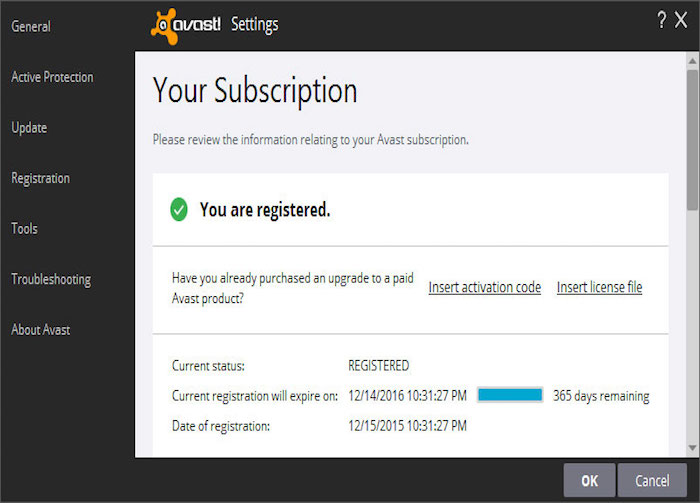 General
Active Protection
Update
Registration
Tools
Troubleshooting
About Avast
avast! Settings
? X
Your Subscription
Please review the information relating to your Avast subscription.
You are registered.
Have you already purchased an upgrade to a paid
Avast product?
Insert activation code Insert license file
Current status: REGISTERED
Current registration will expire on: 12/14/2016 10:31:27 PM 365 days remaining
Date of registration: 12/15/2015 10:31:27 PM
OK Cancel